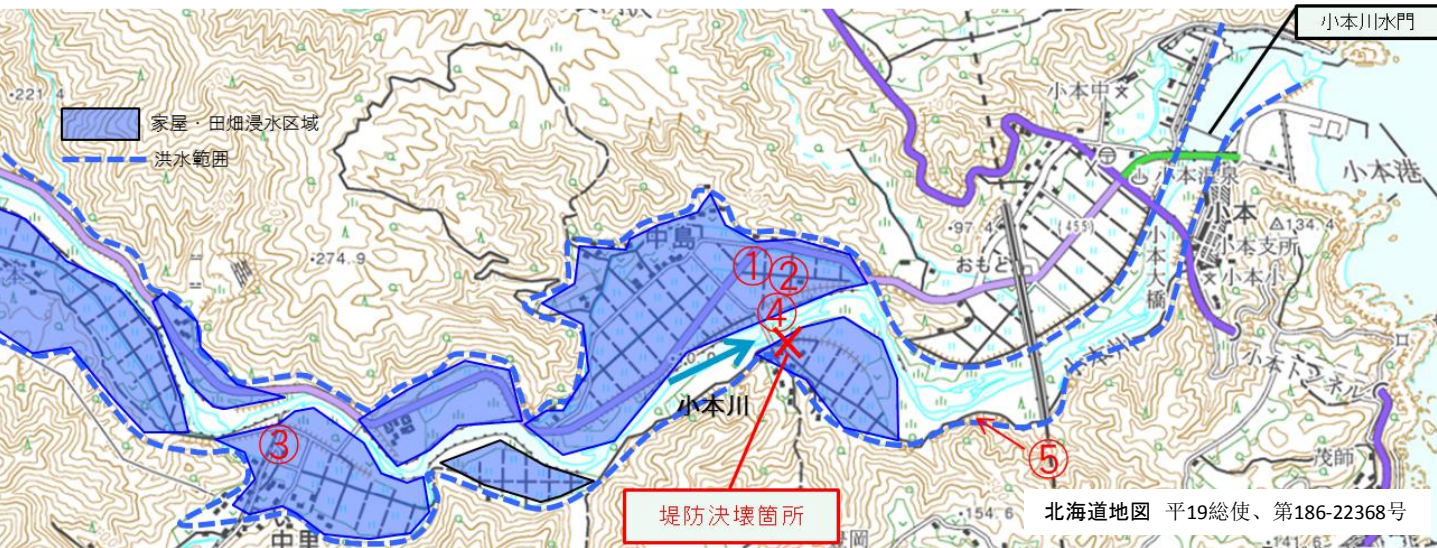 小本川水門
・221.4
家屋・田畑浸水区域
洪水範囲
小本中
小本温泉
小本港
小本
134.4
小本支所
小本小
・97.4
(455)
おもと
小本大橋
・274.9
中島
①
②
④
小本川
小本川
小本トンネル
③
⑤
茂師
堤防決壊箇所
中里
・154.6
北海道地図 平19総使、第186-22368号
・141.6